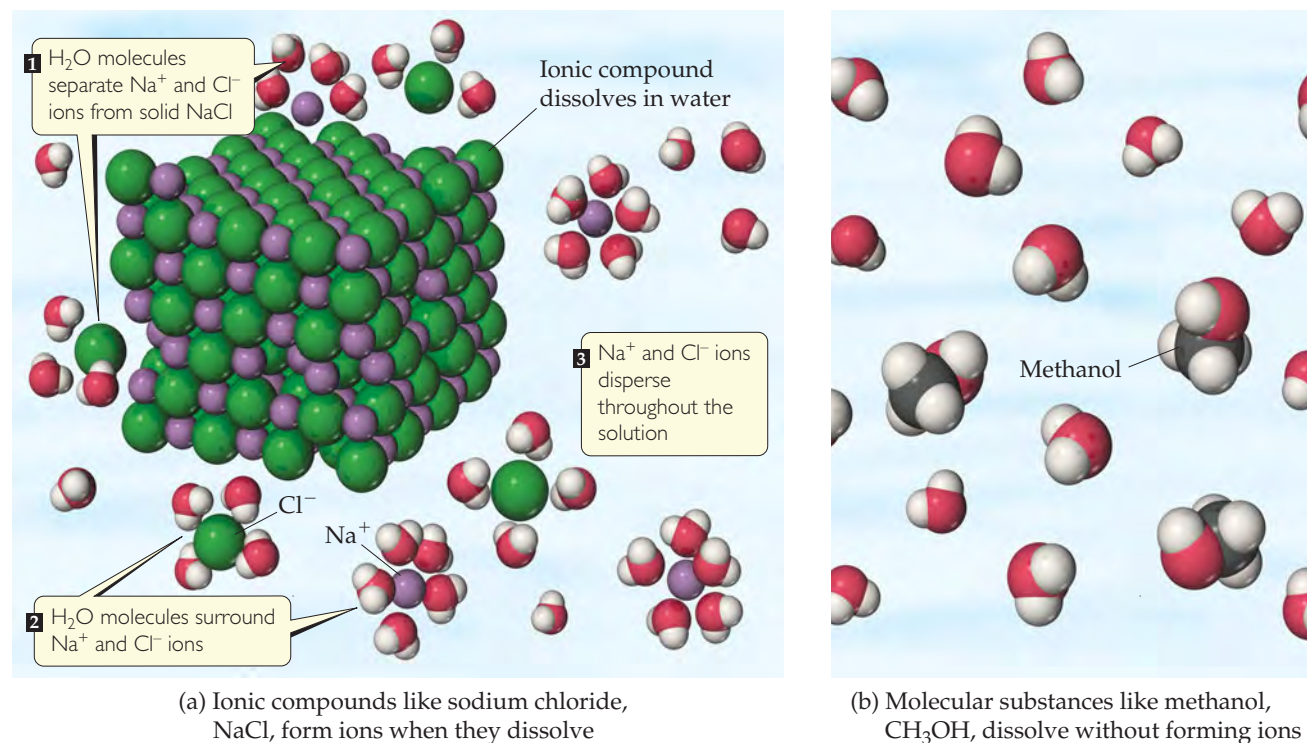 1 H₂O molecules
separate Na⁺ and Cl⁻
ions from solid NaCl
Ionic compound
dissolves in water
3 Na⁺ and Cl⁻ ions
disperse
throughout the
solution
Cl⁻
Na⁺
2 H₂O molecules surround
Na⁺ and Cl⁻ ions
(a) Ionic compounds like sodium chloride,
NaCl, form ions when they dissolve
Methanol
(b) Molecular substances like methanol,
CH₃OH, dissolve without forming ions